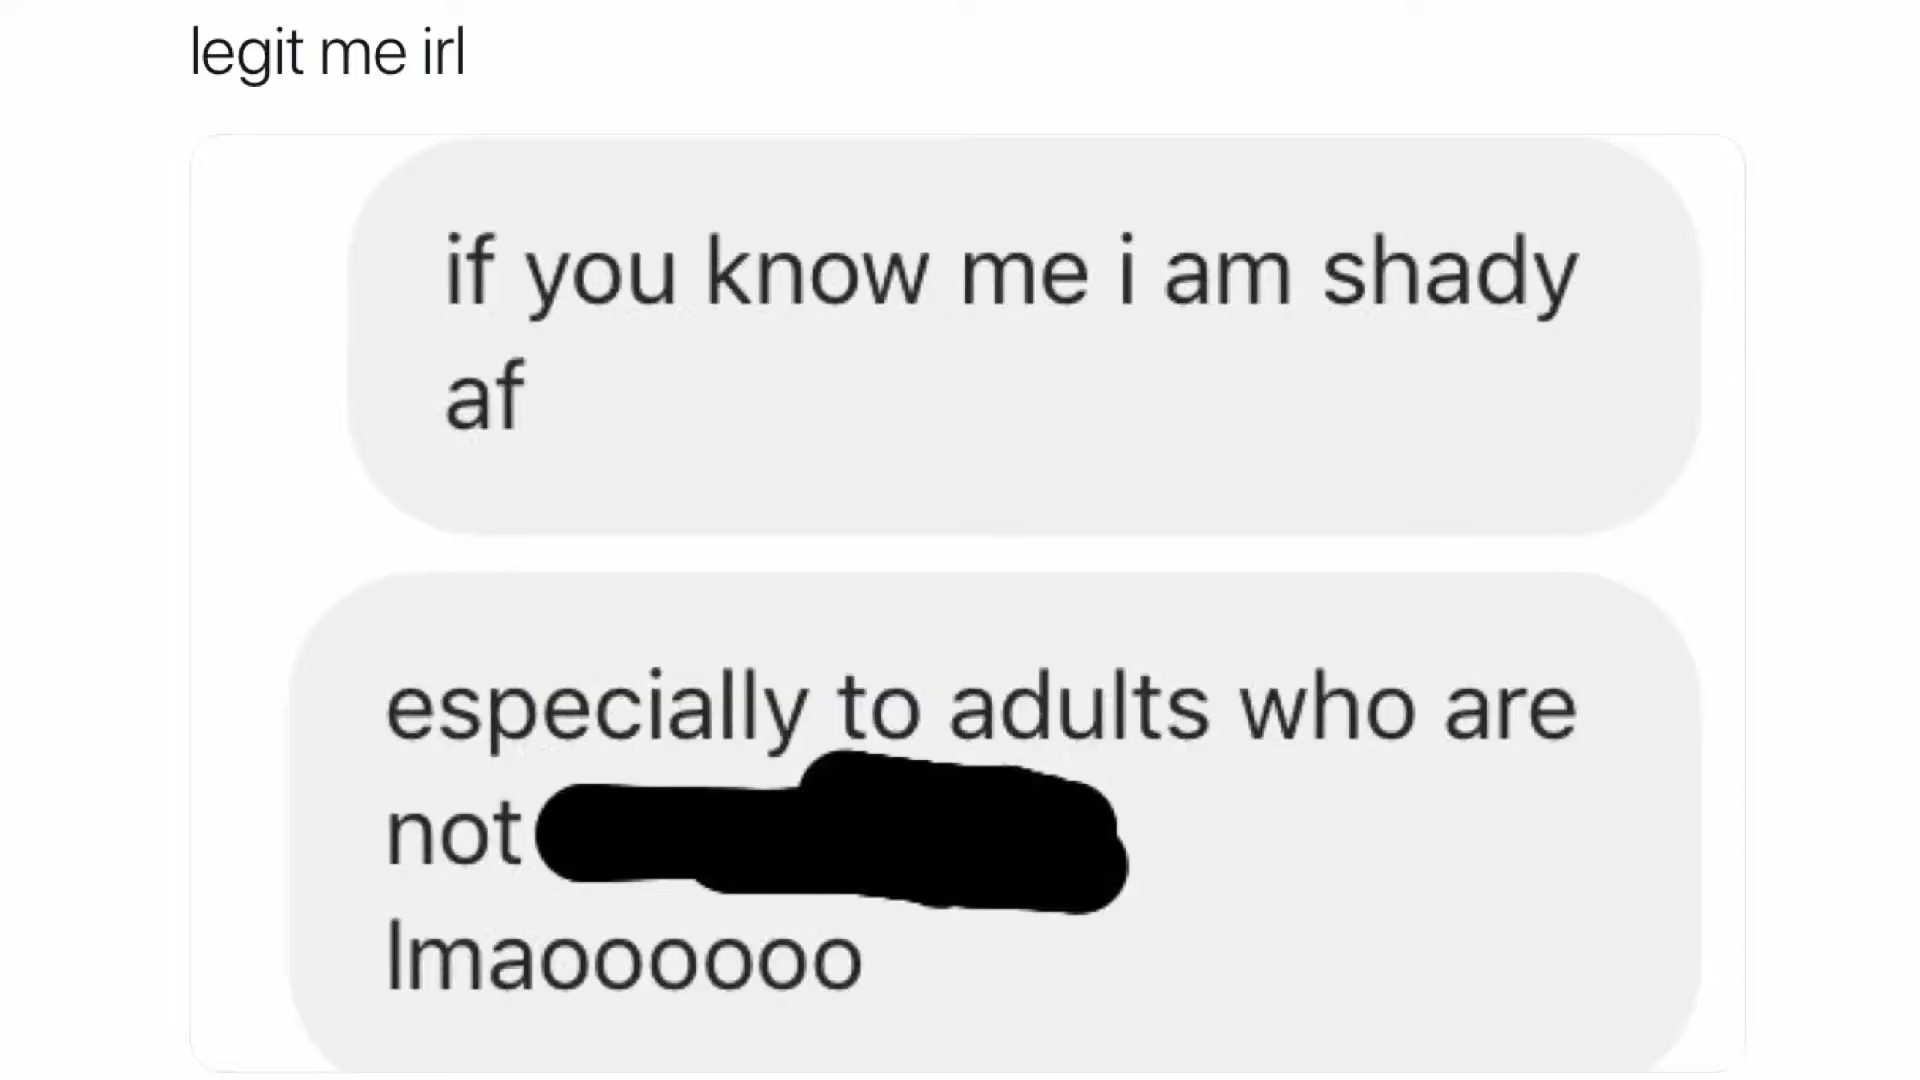 legit me irl
if you know me i am shady
af
especially to adults who are
not
lmaoooooo